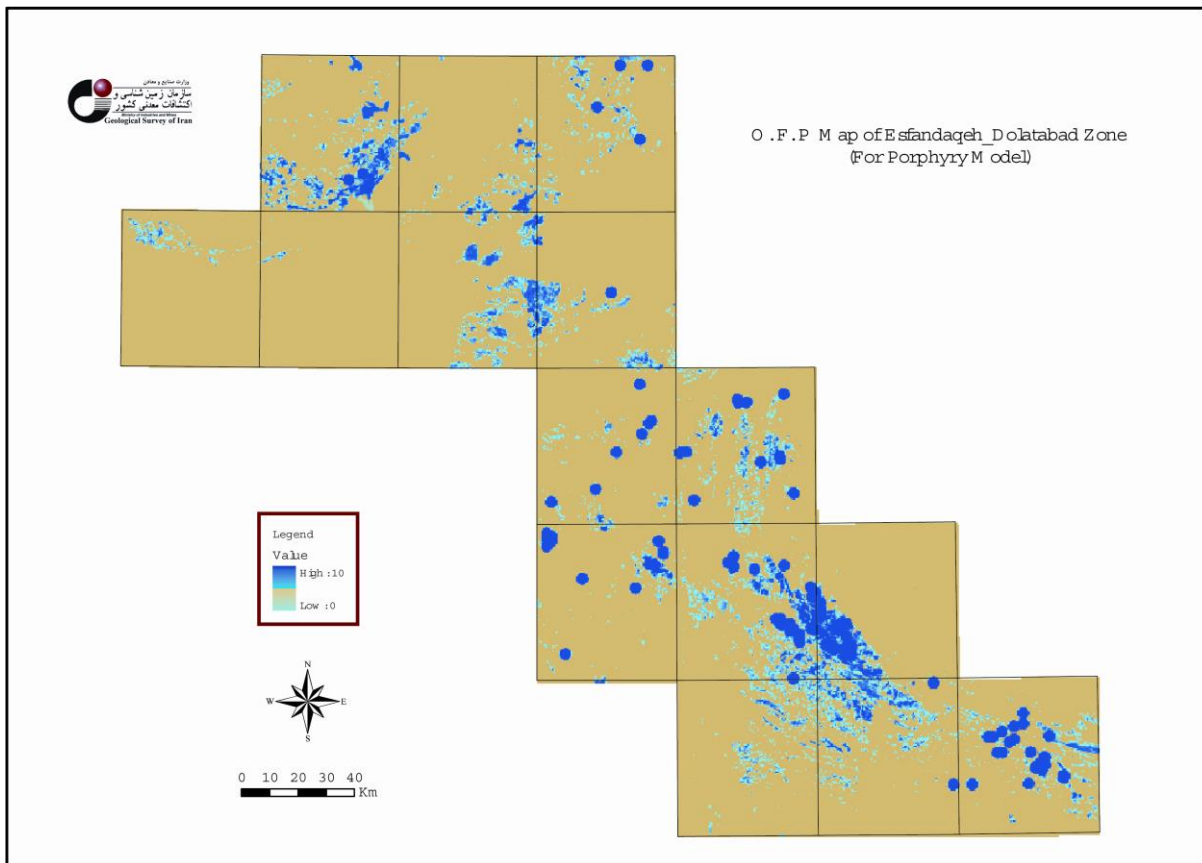 وزارت صنایع و معادن
سازمان زمین شناسی و
اکتشافات معدنی کشور
Ministry of Industries and Mines
Geological Survey of Iran
O.F.P Map of Esfandaqeh_Dolatabad Zone
(For Porphyry Model)
Legend
Value
High : 10
Low : 0
N
W E
S
0 10 20 30 40
Km